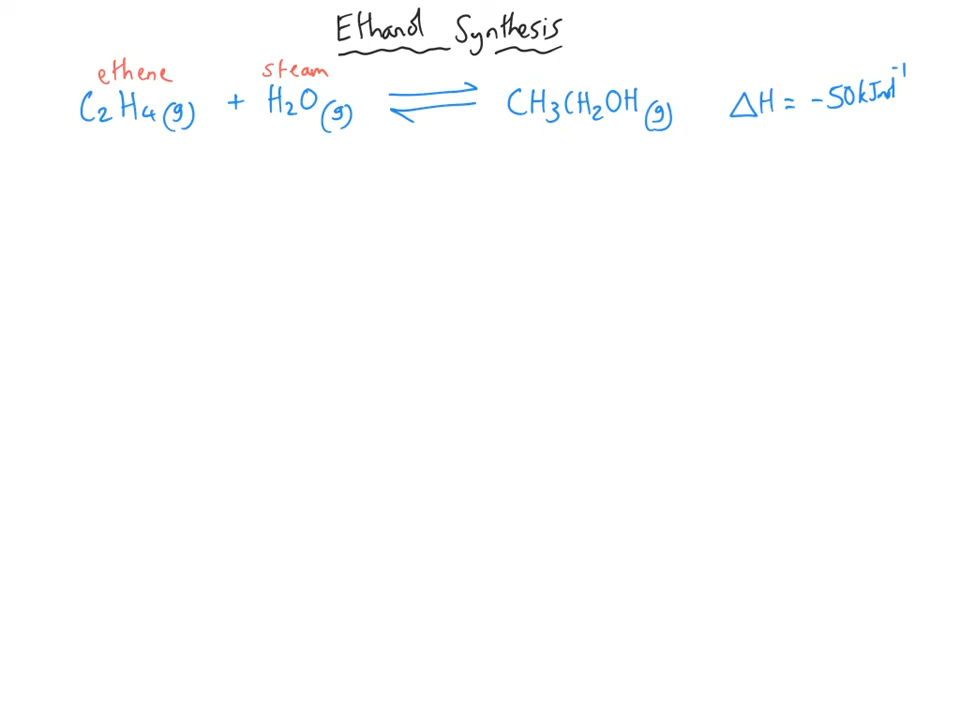 Ethanol Synthesis
ethene steam
C2H4(g) + H2O(g) ⇌ CH3CH2OH(g) ΔH = -50kJmol⁻¹